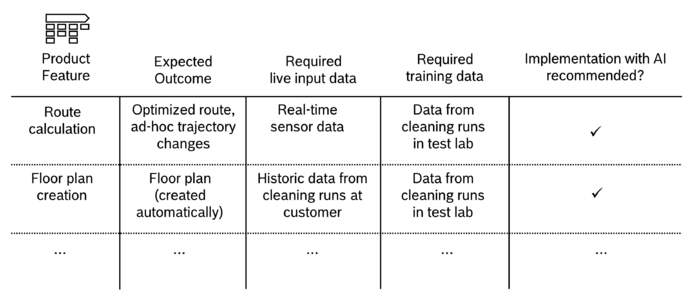 Product
Feature
Expected
Outcome
Required
live input data
Required
training data
Implementation with AI
recommended?
Route
calculation
Optimized route,
ad-hoc trajectory
changes
Real-time
sensor data
Data from
cleaning runs
in test lab
✓
Floor plan
creation
Floor plan
(created
automatically)
Historic data from
cleaning runs at
customer
Data from
cleaning runs
in test lab
✓
...
...
...
...
...